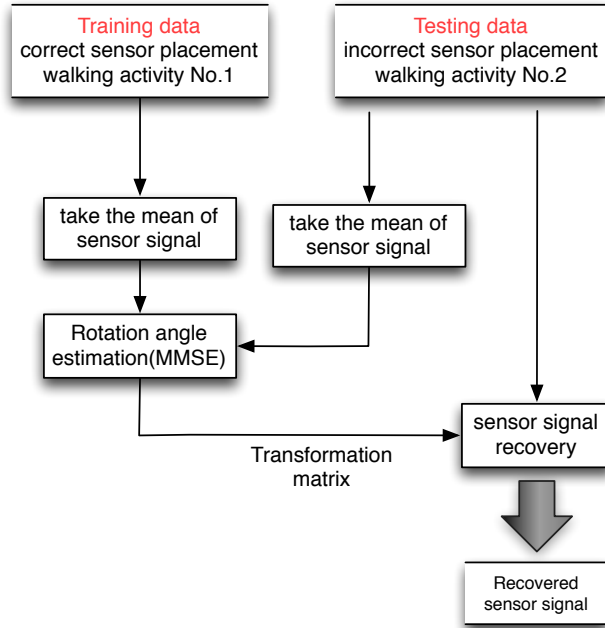 Training data
correct sensor placement
walking activity No.1
Testing data
incorrect sensor placement
walking activity No.2
take the mean of
sensor signal
take the mean of
sensor signal
Rotation angle
estimation(MMSE)
sensor signal
recovery
Transformation
matrix
Recovered
sensor signal